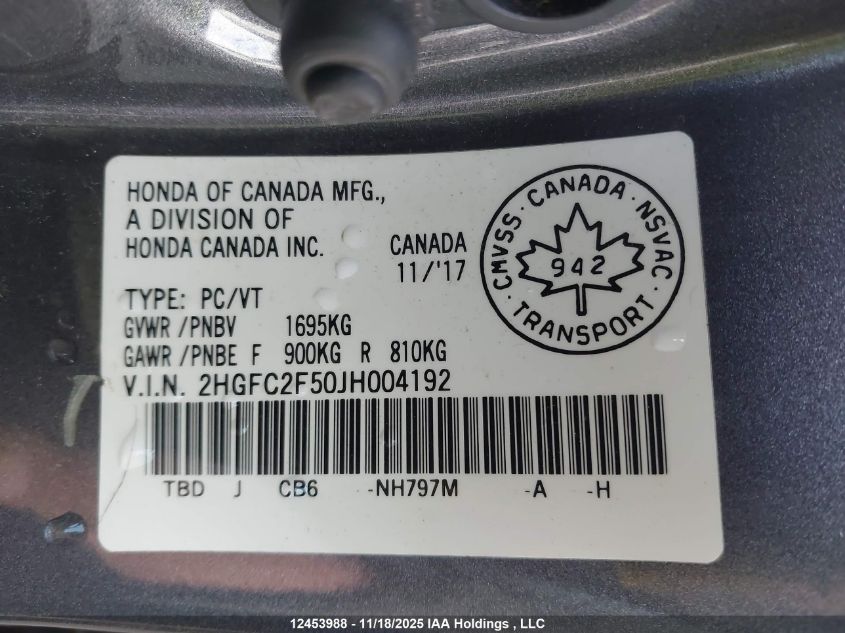 HONDA OF CANADA MFG.,
A DIVISION OF
HONDA CANADA INC.
CANADA
11/'17
CMVSS · CANADA · NSVAC · TRANSPORT ·
942
TYPE: PC/VT
GVWR /PNBV 1695KG
GAWR /PNBE F 900KG R 810KG
V.I.N. 2HGFC2F50JH004192
TBD J CB6 -NH797M -A -H
12453988 - 11/18/2025 IAA Holdings , LLC